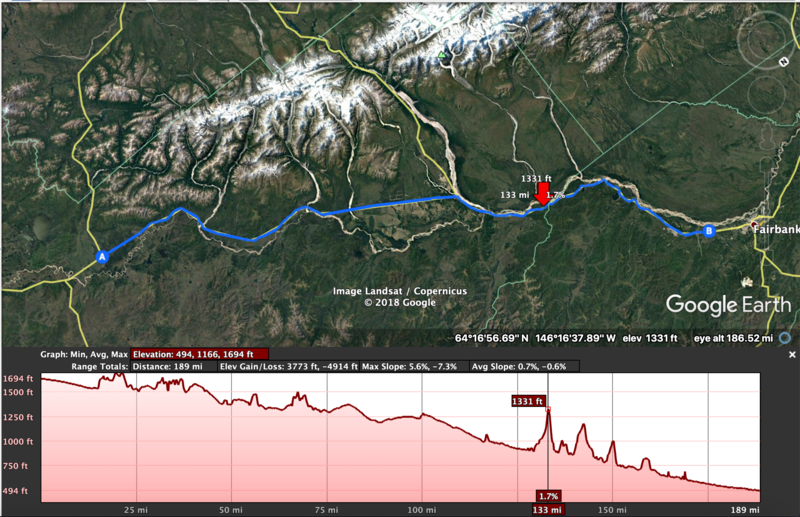 1331 ft
133 mi 1.7%
A
B
Fairbank
N
Image Landsat / Copernicus
© 2018 Google
Google Earth
64°16'56.69" N 146°16'37.89" W elev 1331 ft eye alt 186.52 mi
Graph: Min, Avg, Max Elevation: 494, 1166, 1694 ft
Range Totals: Distance: 189 mi Elev Gain/Loss: 3773 ft, -4914 ft Max Slope: 5.6%, -7.3% Avg Slope: 0.7%, -0.6%
1694 ft
1500 ft
1250 ft
1000 ft
750 ft
494 ft
1331 ft
1.7%
25 mi 50 mi 75 mi 100 mi 133 mi 150 mi 189 mi